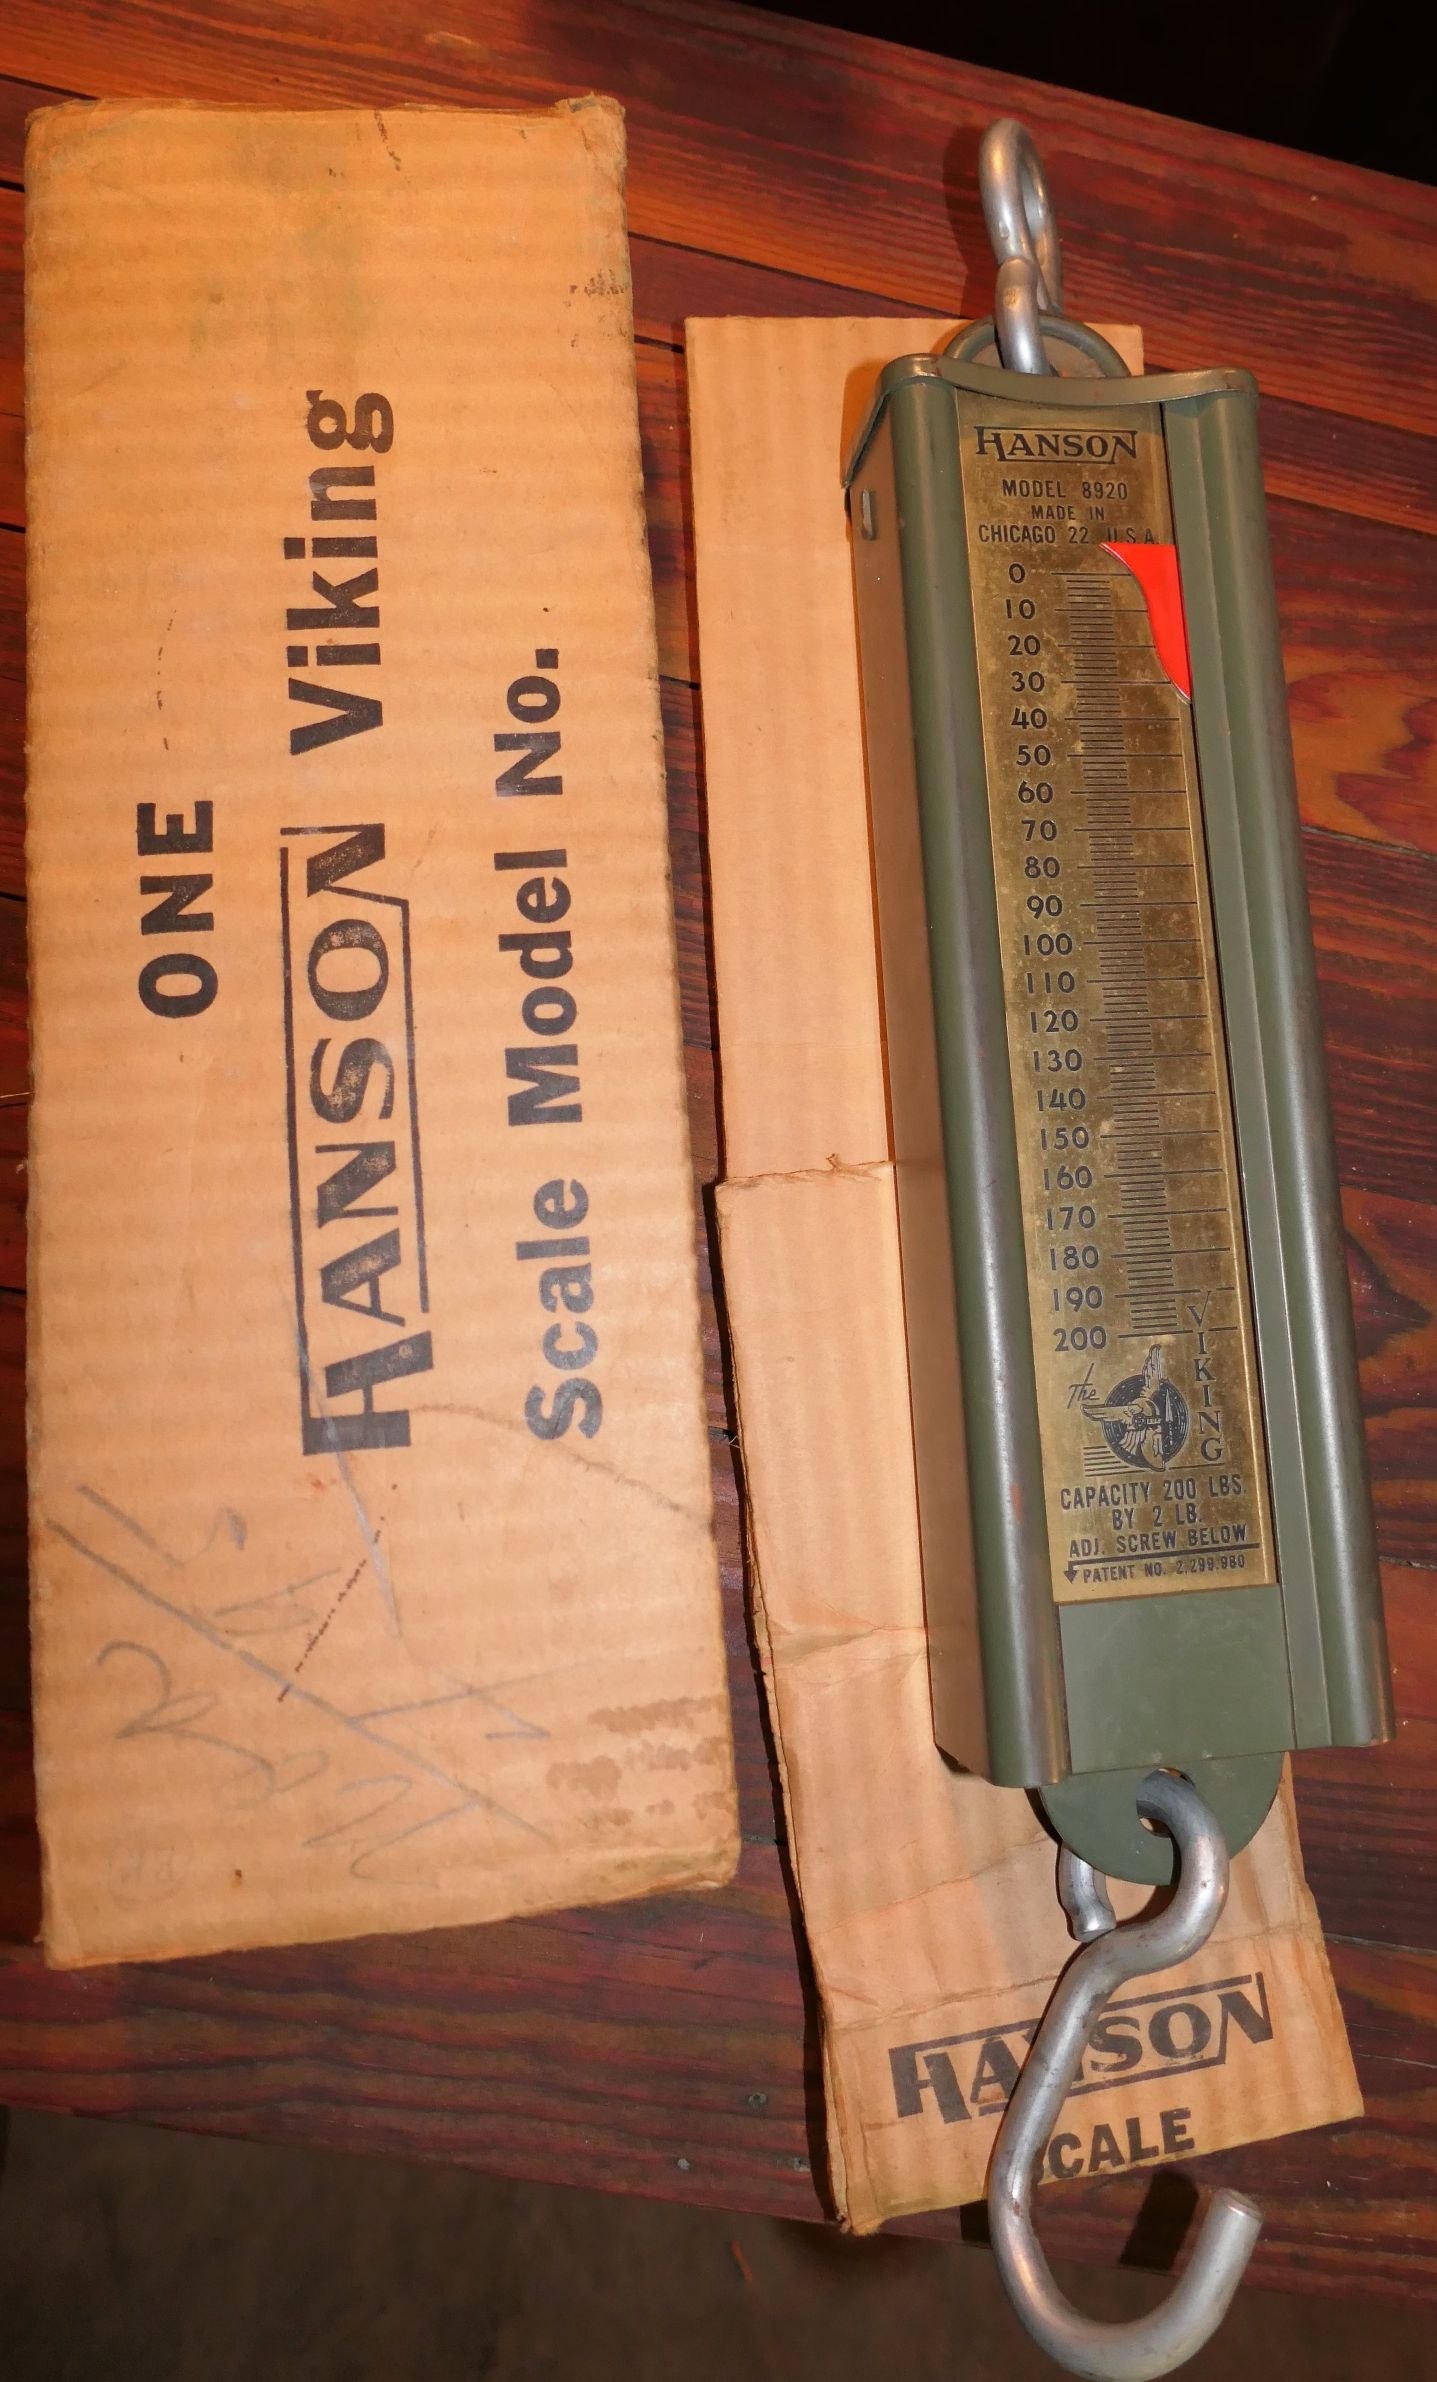 ONE
HANSON Viking
Scale Model No.
HANSON
MODEL 8920
MADE IN
CHICAGO 22, U.S.A.
0
10
20
30
40
50
60
70
80
90
100
110
120
130
140
150
160
170
180
190
200
The VIKING
CAPACITY 200 LBS.
BY 2 LB.
ADJ. SCREW BELOW
PATENT NO. 2,299,980
HANSON
SCALE